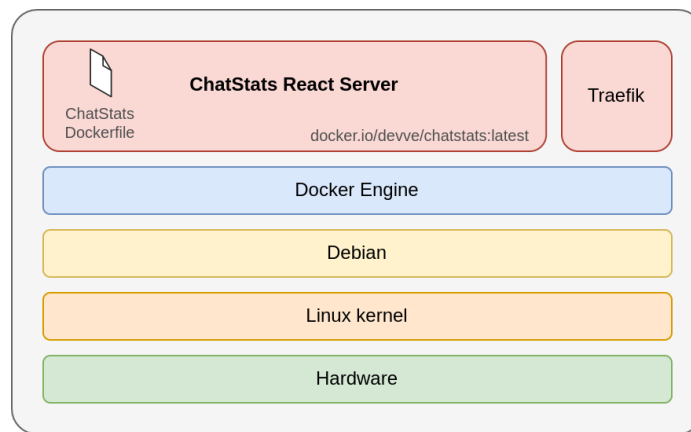 ChatStats React Server
ChatStats
Dockerfile
docker.io/devve/chatstats:latest
Traefik
Docker Engine
Debian
Linux kernel
Hardware